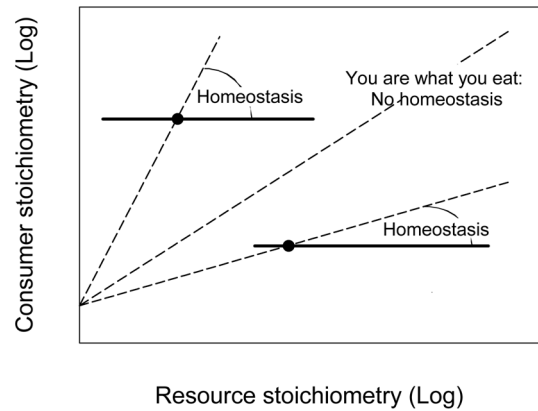 Consumer stoichiometry (Log)
You are what you eat:
No homeostasis
Homeostasis
Homeostasis
Resource stoichiometry (Log)